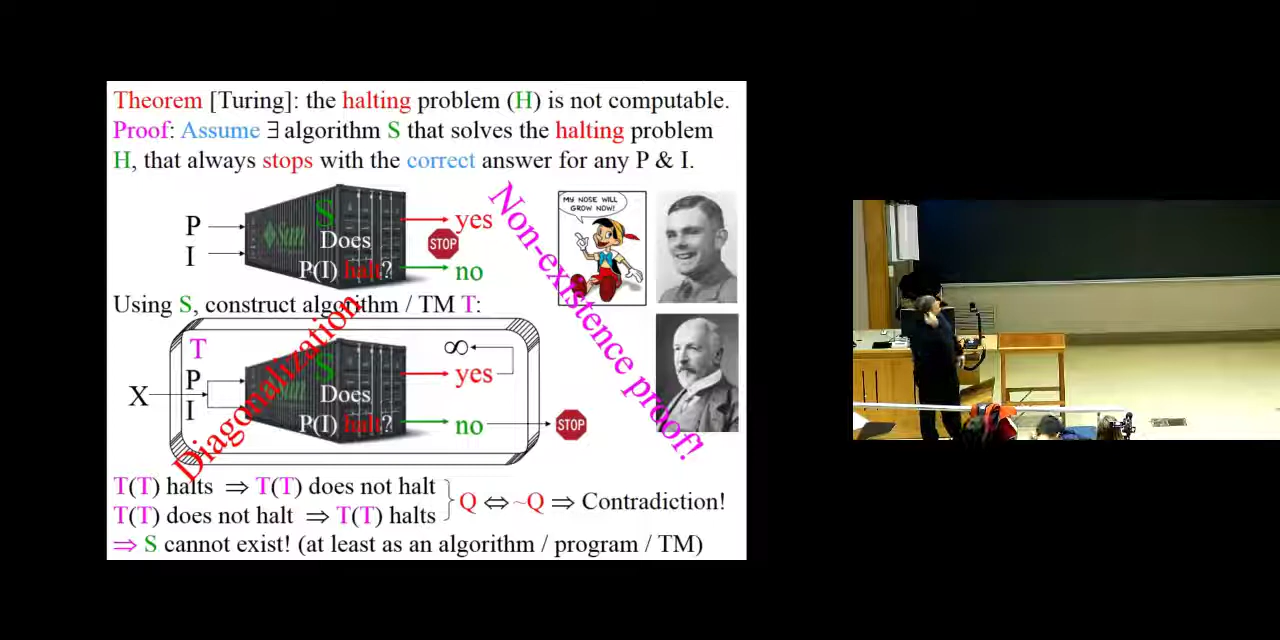 Theorem [Turing]: the halting problem (H) is not computable.
Proof: Assume ∃ algorithm S that solves the halting problem
H, that always stops with the correct answer for any P & I.
P
I
Sun
S
Does
P(I) halt?
yes
STOP
no
MY NOSE WILL
GROW NOW!
Non-existence proof!
Using S, construct algorithm / TM T:
T
X
P
I
S
Does
P(I) halt?
∞
yes
no
STOP
Diagonalization
T(T) halts ⇒ T(T) does not halt
T(T) does not halt ⇒ T(T) halts
Q ⇔ ~Q ⇒ Contradiction!
⇒ S cannot exist! (at least as an algorithm / program / TM)